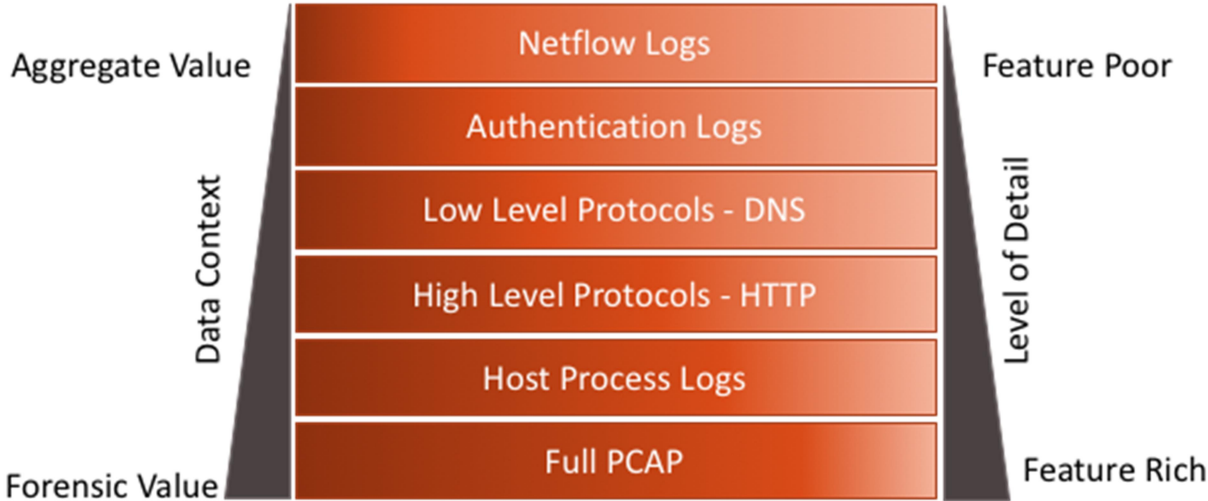 Netflow Logs
Aggregate Value
Feature Poor
Authentication Logs
Data Context
Low Level Protocols - DNS
Level of Detail
High Level Protocols - HTTP
Host Process Logs
Full PCAP
Forensic Value
Feature Rich